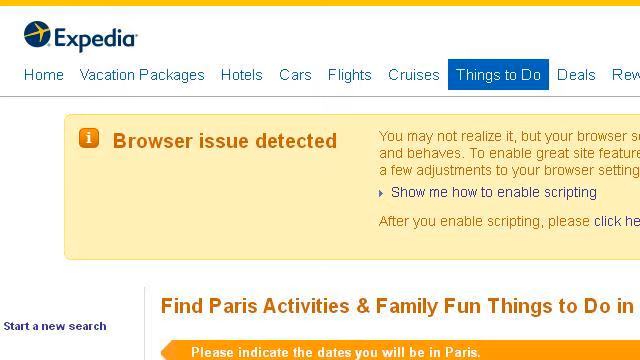 Expedia
Home Vacation Packages Hotels Cars Flights Cruises Things to Do Deals Rew
Browser issue detected
You may not realize it, but your browser s
and behaves. To enable great site feature
a few adjustments to your browser setting
Show me how to enable scripting
After you enable scripting, please click he
Find Paris Activities & Family Fun Things to Do in
Start a new search
Please indicate the dates you will be in Paris.